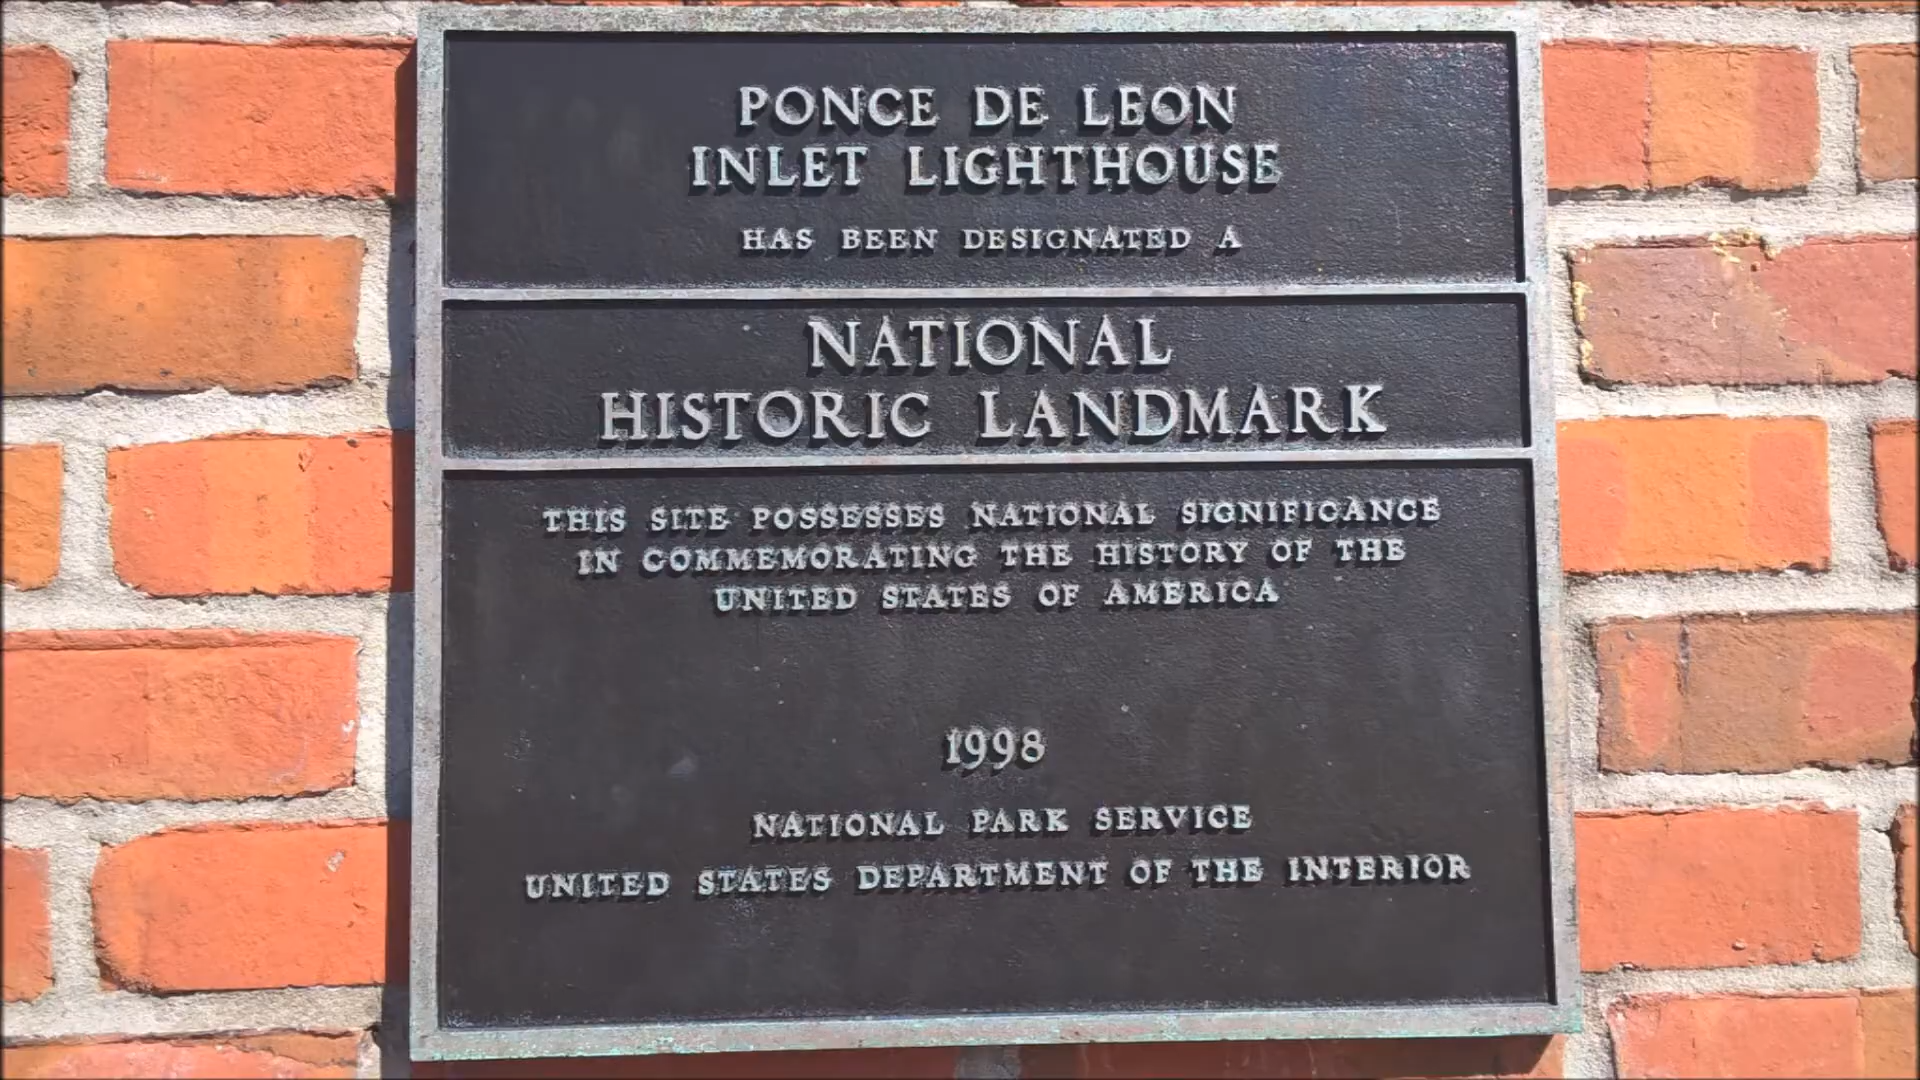 PONCE DE LEON
INLET LIGHTHOUSE
HAS BEEN DESIGNATED A
NATIONAL
HISTORIC LANDMARK
THIS SITE POSSESSES NATIONAL SIGNIFICANCE
IN COMMEMORATING THE HISTORY OF THE
UNITED STATES OF AMERICA
1998
NATIONAL PARK SERVICE
UNITED STATES DEPARTMENT OF THE INTERIOR